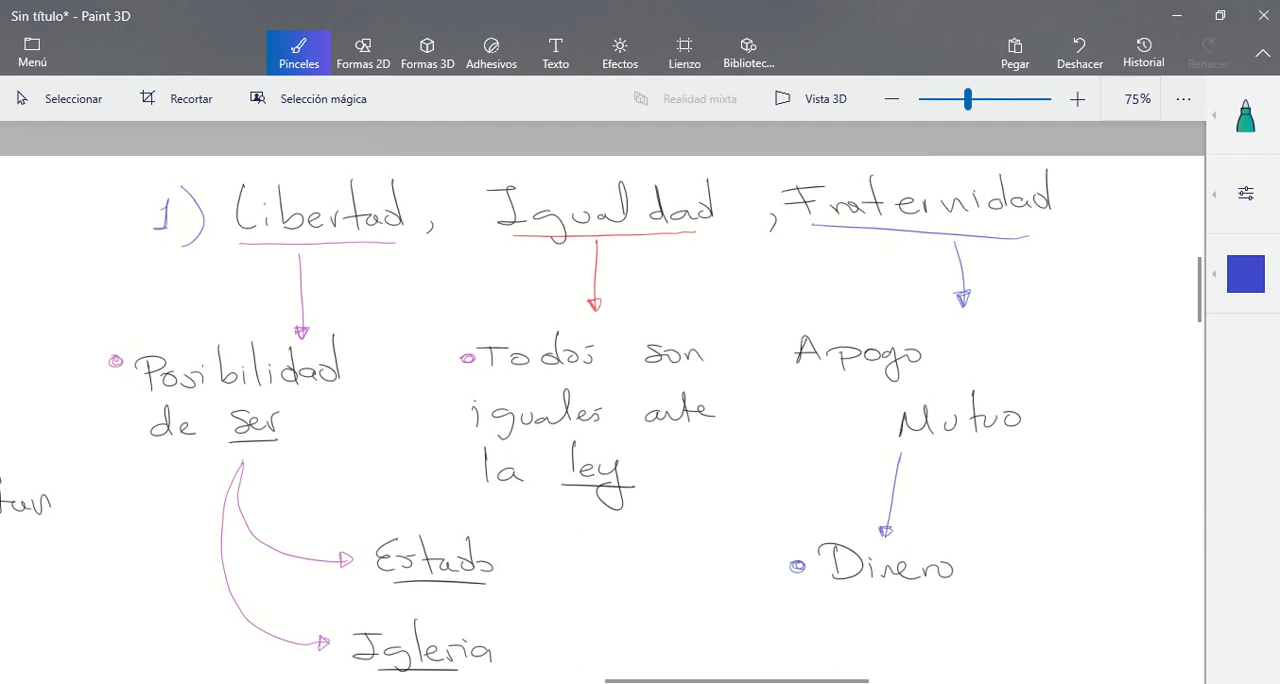 Sin título* - Paint 3D
Menú
Pinceles
Formas 2D
Formas 3D
Adhesivos
Texto
Efectos
Lienzo
Bibliotec...
Pegar
Deshacer
Historial
Rehacer
Seleccionar
Recortar
Selección mágica
Realidad mixta
Vista 3D
75%
1) Libertad, Igualdad, Fraternidad
Posibilidad
de ser
Todos son
iguales ante
la ley
Apoyo
Mutuo
Estado
Iglesia
Dinero